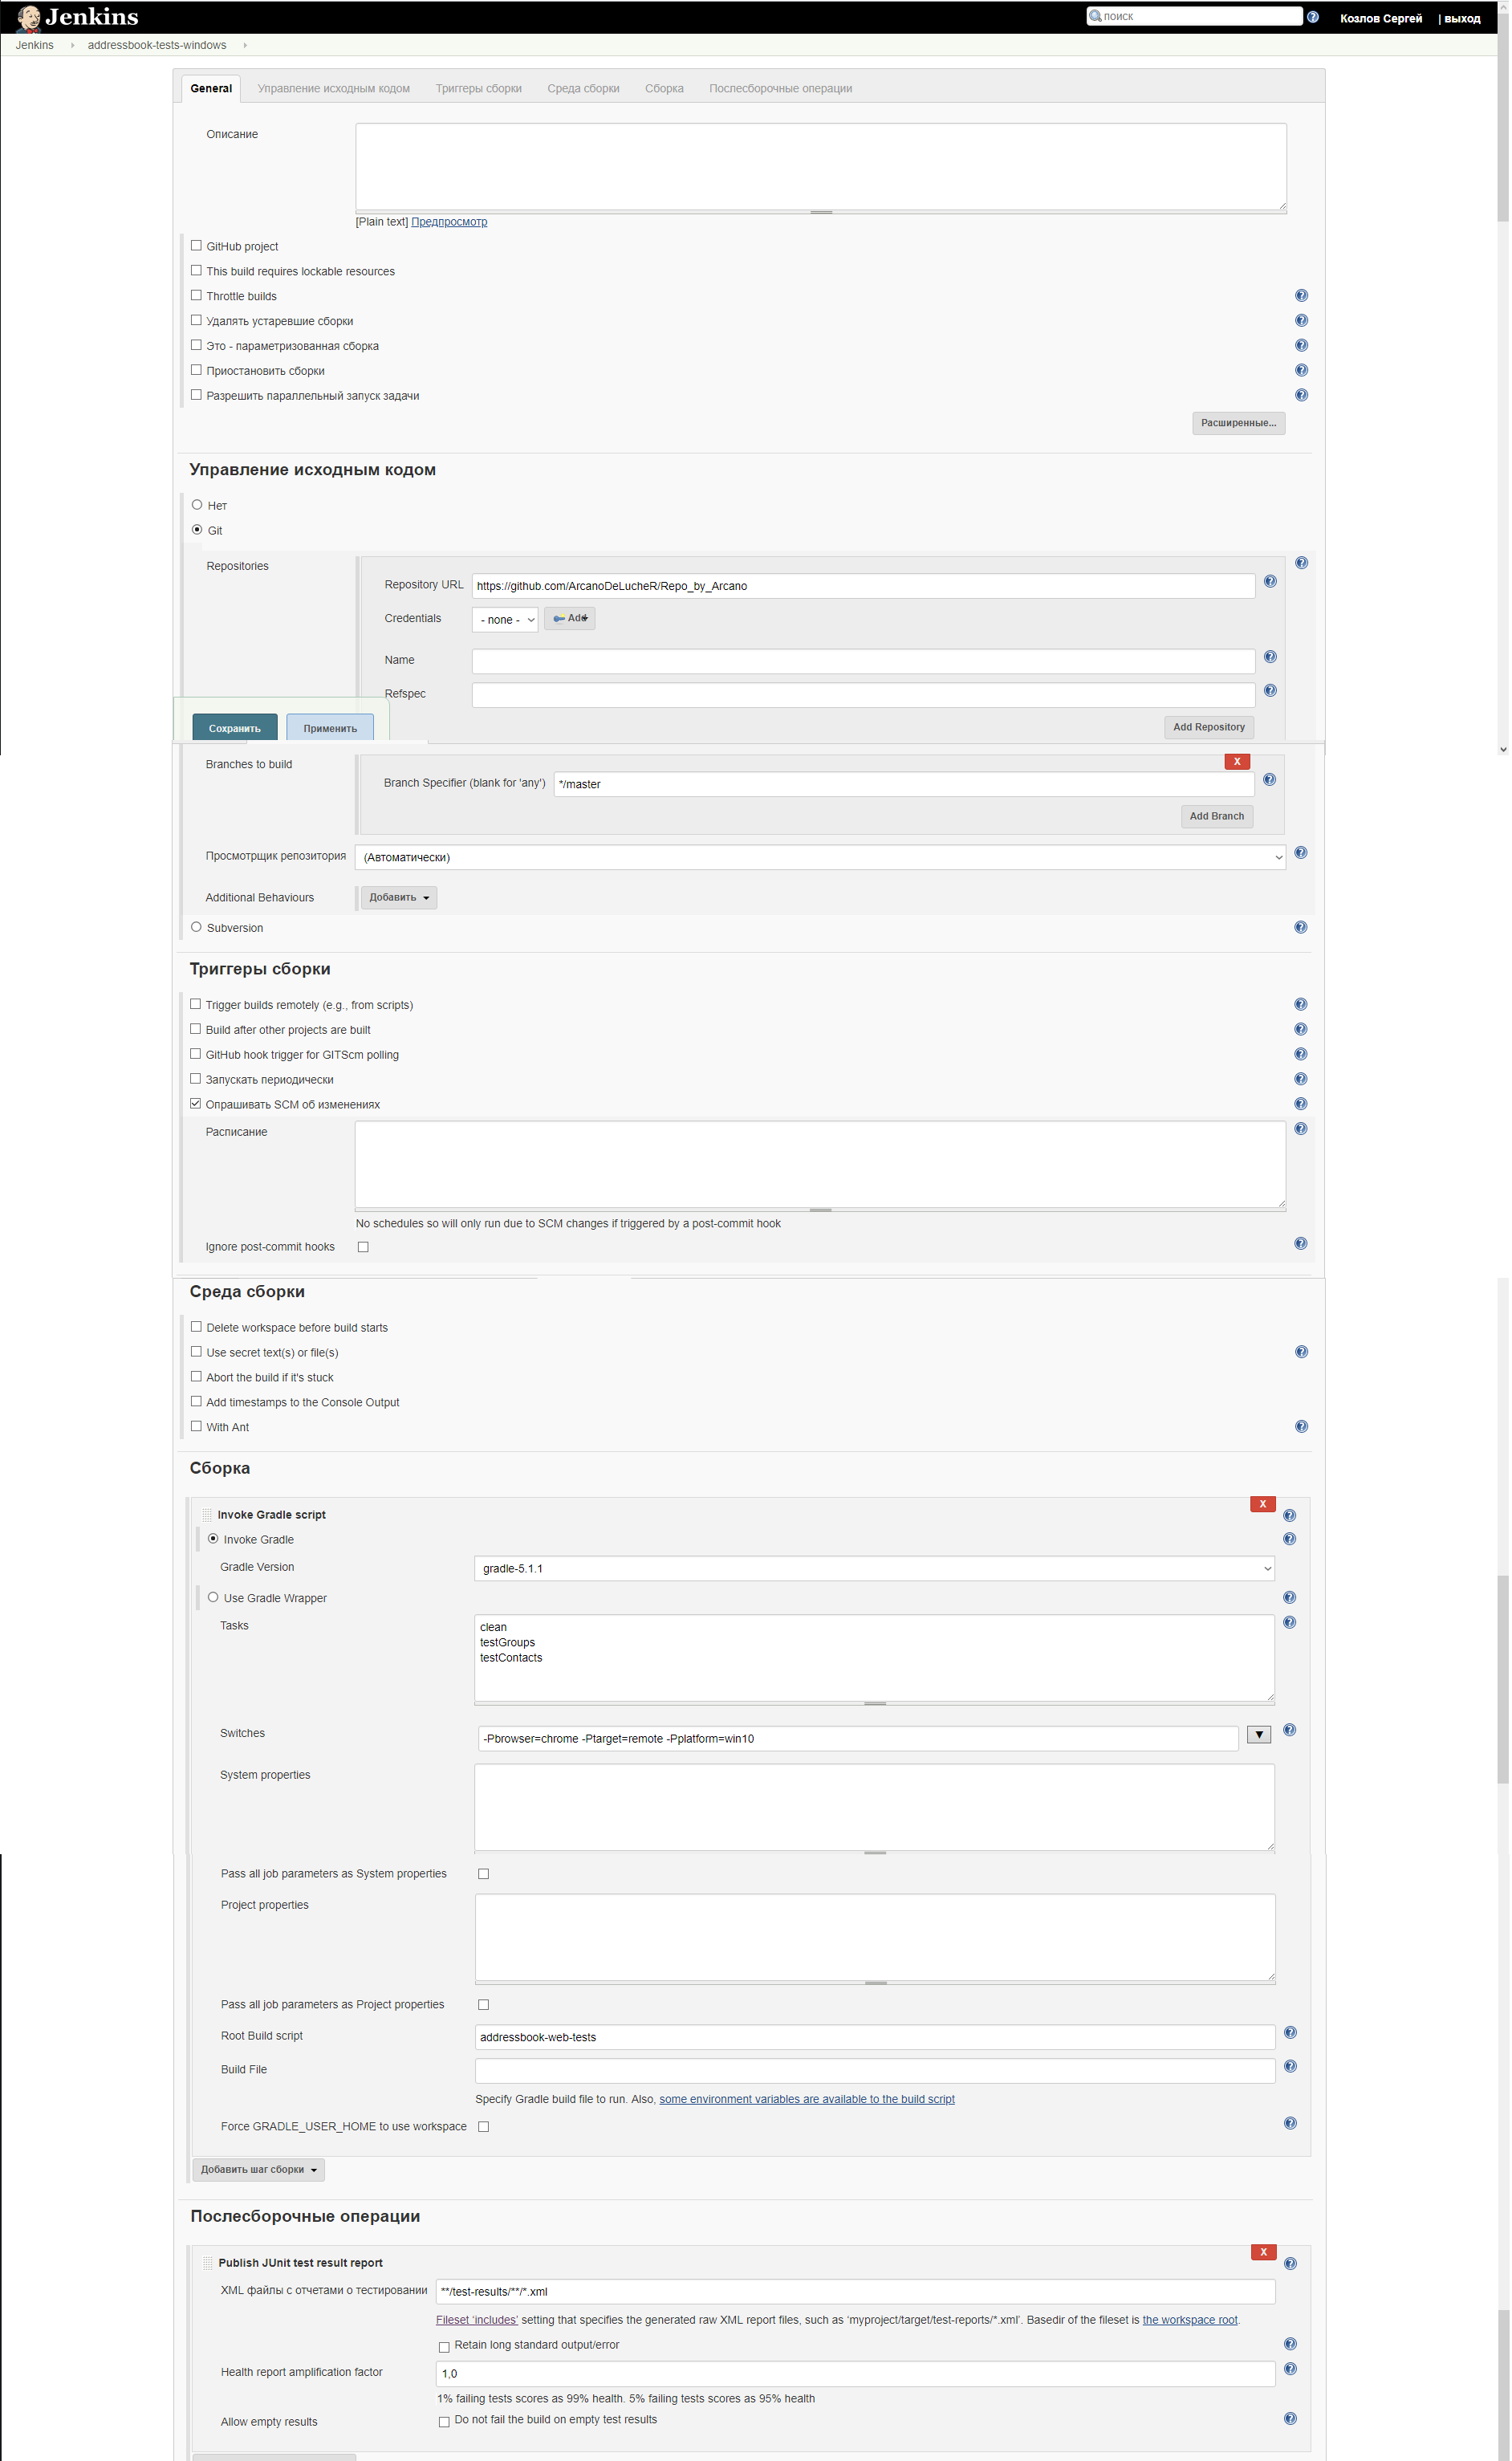 Jenkins
поиск
Козлов Сергей
| выход
Jenkins
addressbook-tests-windows
General
Управление исходным кодом
Триггеры сборки
Среда сборки
Сборка
Послесборочные операции
Описание
[Plain text] Предпросмотр
GitHub project
This build requires lockable resources
Throttle builds
Удалять устаревшие сборки
Это - параметризованная сборка
Приостановить сборки
Разрешить параллельный запуск задачи
Расширенные...
Управление исходным кодом
Нет
Git
Repositories
Repository URL
https://github.com/ArcanoDeLucheR/Repo_by_Arcano
Credentials
- none -
Add
Name
Refspec
Сохранить
Применить
Add Repository
Branches to build
X
Branch Specifier (blank for 'any')
*/master
Add Branch
Просмотрщик репозитория
(Автоматически)
Additional Behaviours
Добавить
Subversion
Триггеры сборки
Trigger builds remotely (e.g., from scripts)
Build after other projects are built
GitHub hook trigger for GITScm polling
Запускать периодически
Опрашивать SCM об изменениях
Расписание
No schedules so will only run due to SCM changes if triggered by a post-commit hook
Ignore post-commit hooks
Среда сборки
Delete workspace before build starts
Use secret text(s) or file(s)
Abort the build if it's stuck
Add timestamps to the Console Output
With Ant
Сборка
X
Invoke Gradle script
Invoke Gradle
Gradle Version
gradle-5.1.1
Use Gradle Wrapper
Tasks
clean
testGroups
testContacts
Switches
-Pbrowser=chrome -Ptarget=remote -Pplatform=win10
System properties
Pass all job parameters as System properties
Project properties
Pass all job parameters as Project properties
Root Build script
addressbook-web-tests
Build File
Specify Gradle build file to run. Also, some environment variables are available to the build script
Force GRADLE_USER_HOME to use workspace
Добавить шаг сборки
Послесборочные операции
X
Publish JUnit test result report
XML файлы с отчетами о тестировании
**/test-results/**/*.xml
Fileset 'includes' setting that specifies the generated raw XML report files, such as 'myproject/target/test-reports/*.xml'. Basedir of the fileset is the workspace root.
Retain long standard output/error
Health report amplification factor
1,0
1% failing tests scores as 99% health. 5% failing tests scores as 95% health
Allow empty results
Do not fail the build on empty test results